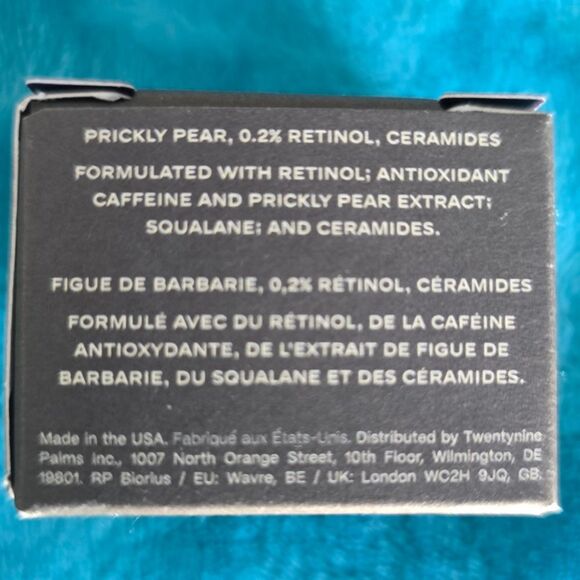 PRICKLY PEAR, 0.2% RETINOL, CERAMIDES
FORMULATED WITH RETINOL; ANTIOXIDANT
CAFFEINE AND PRICKLY PEAR EXTRACT;
SQUALANE; AND CERAMIDES.
FIGUE DE BARBARIE, 0,2% RÉTINOL, CÉRAMIDES
FORMULÉ AVEC DU RÉTINOL, DE LA CAFÉINE
ANTIOXYDANTE, DE L'EXTRAIT DE FIGUE DE
BARBARIE, DU SQUALANE ET DES CÉRAMIDES.
Made in the USA. Fabriqué aux États-Unis. Distributed by Twentynine
Palms Inc., 1007 North Orange Street, 10th Floor, Wilmington, DE
19801. RP Biorius / EU: Wavre, BE / UK: London WC2H 9JQ, GB.